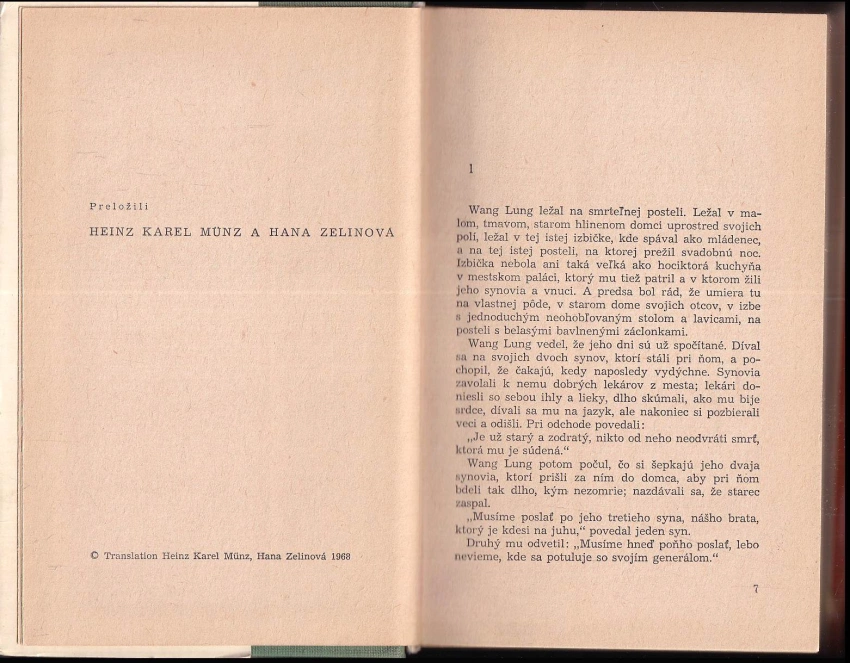 Preložili
HEINZ KAREL MÜNZ A HANA ZELINOVÁ
© Translation Heinz Karel Münz, Hana Zelinová 1968
1
Wang Lung ležal na smrteľnej posteli. Ležal v ma-
lom, tmavom, starom hlinenom domci uprostred svojich
polí, ležal v tej istej izbičke, kde spával ako mládenec,
a na tej istej posteli, na ktorej prežil svadobnú noc.
Izbička nebola ani taká veľká ako hociktorá kuchyňa
v mestskom paláci, ktorý mu tiež patril a v ktorom žili
jeho synovia a vnuci. A predsa bol rád, že umiera tu
na vlastnej pôde, v starom dome svojich otcov, v izbe
s jednoduchým neohobľovaným stolom a lavicami, na
posteli s belasými bavlnenými záclonkami.
Wang Lung vedel, že jeho dni sú už spočítané. Díval
sa na svojich dvoch synov, ktorí stáli pri ňom, a po-
chopil, že čakajú, kedy naposledy vydýchne. Synovia
zavolali k nemu dobrých lekárov z mesta; lekári do-
niesli so sebou ihly a lieky, dlho skúmali, ako mu bije
srdce, dívali sa mu na jazyk, ale nakoniec si pozbierali
veci a odišli. Pri odchode povedali:
„Je už starý a zodratý, nikto od neho neodvráti smrť,
ktorá mu je súdená.“
Wang Lung potom počul, čo si šepkajú jeho dvaja
synovia, ktorí prišli za ním do domca, aby pri ňom
bdeli tak dlho, kým nezomrie; nazdávali sa, že starec
zaspal.
„Musíme poslať po jeho tretieho syna, nášho brata,
ktorý je kdesi na juhu,“ povedal jeden syn.
Druhý mu odvetil: „Musíme hneď poňho poslať, lebo
nevieme, kde sa potuluje so svojím generálom.“
7